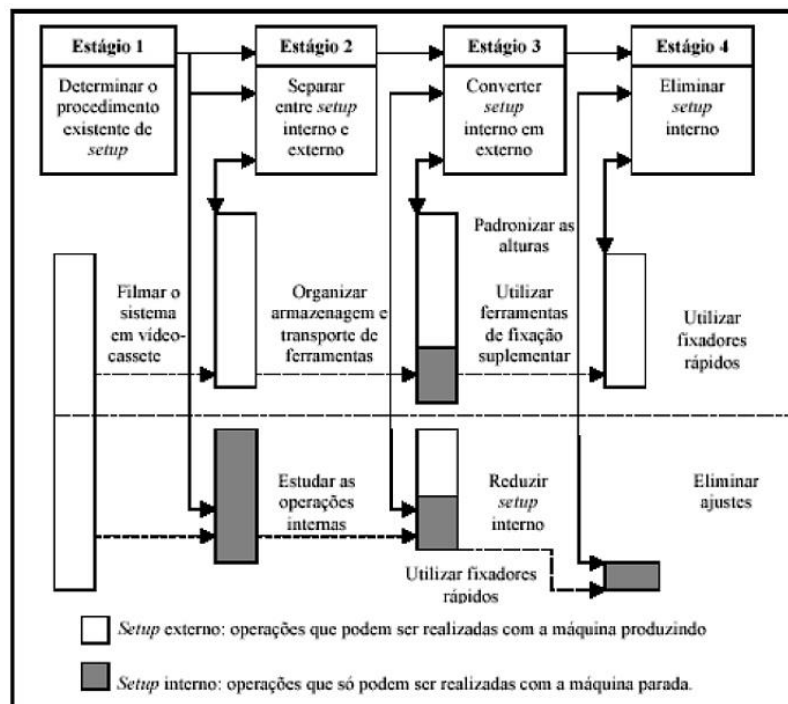 Estágio 1
Determinar o
procedimento
existente de
setup
Estágio 2
Separar
entre setup
interno e
externo
Estágio 3
Converter
setup
interno em
externo
Estágio 4
Eliminar
setup
interno
Filmar o
sistema
em vídeo-
cassete
Organizar
armazenagem e
transporte de
ferramentas
Padronizar as
alturas
Utilizar
ferramentas
de fixação
suplementar
Utilizar
fixadores
rápidos
Estudar as
operações
internas
Reduzir
setup
interno
Utilizar fixadores
rápidos
Eliminar
ajustes
Setup externo: operações que podem ser realizadas com a máquina produzindo
Setup interno: operações que só podem ser realizadas com a máquina parada.